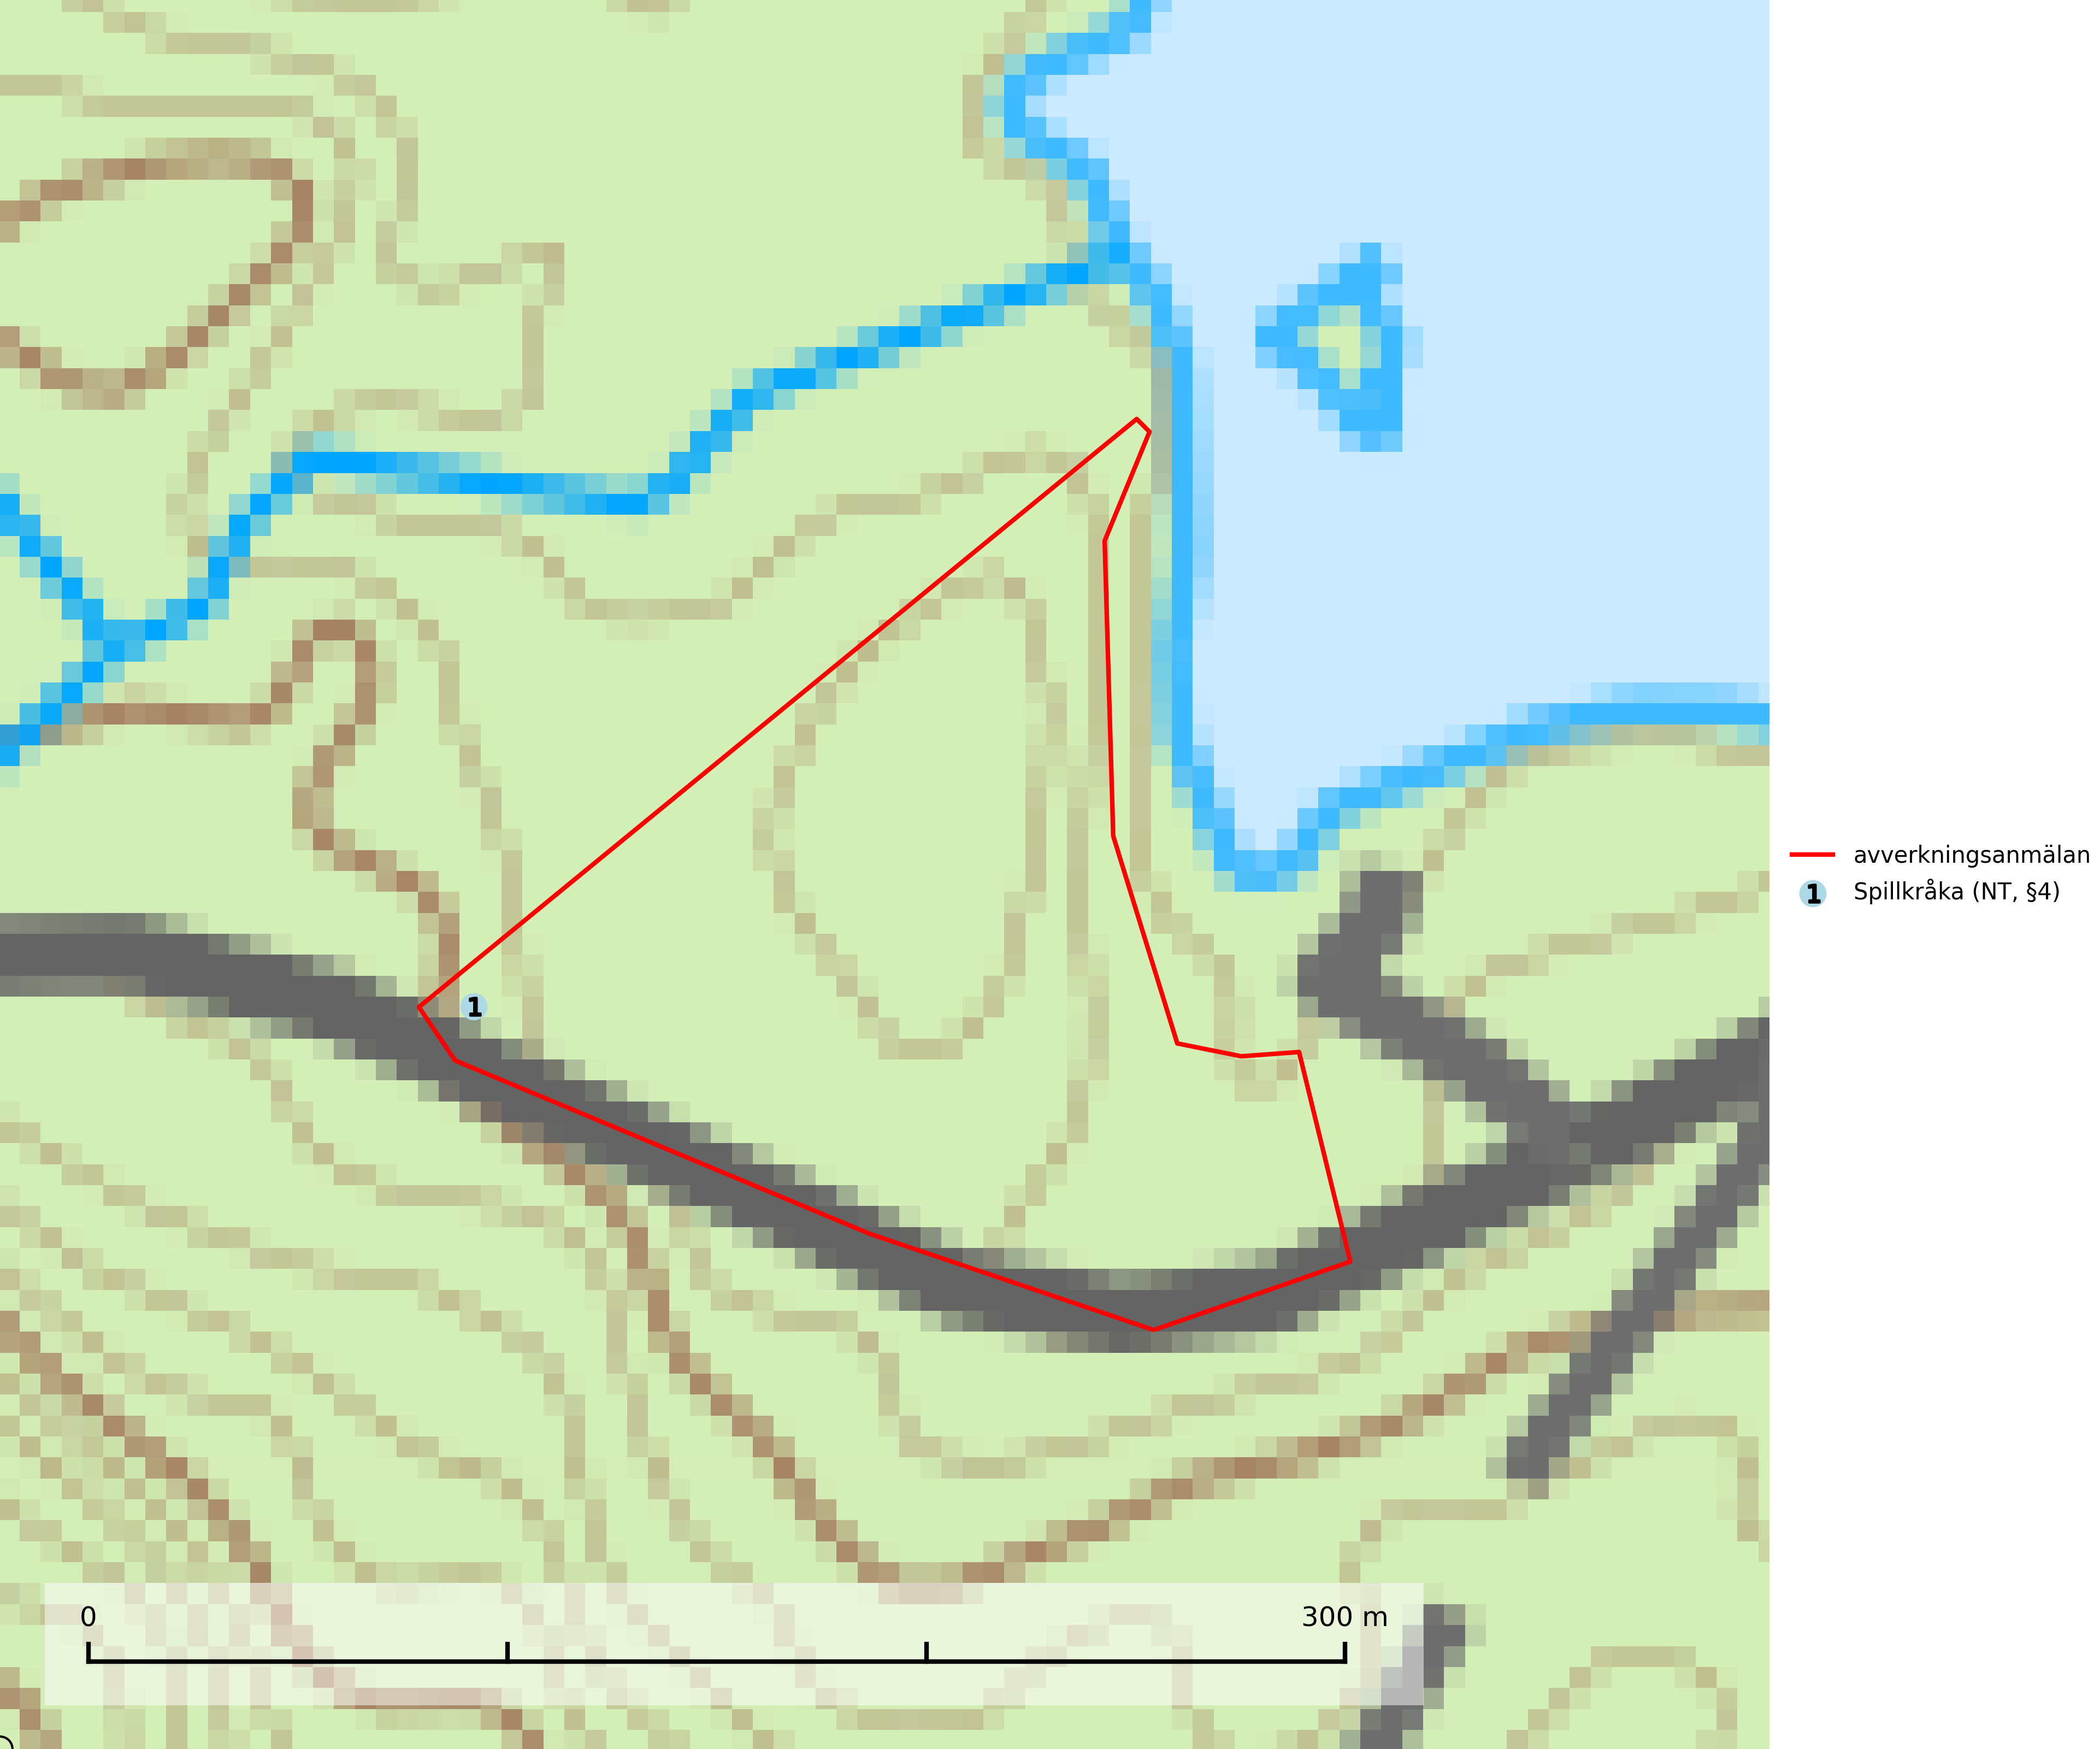 avverkningsanmälan
1 Spillkråka (NT, §4)
1
0 300 m